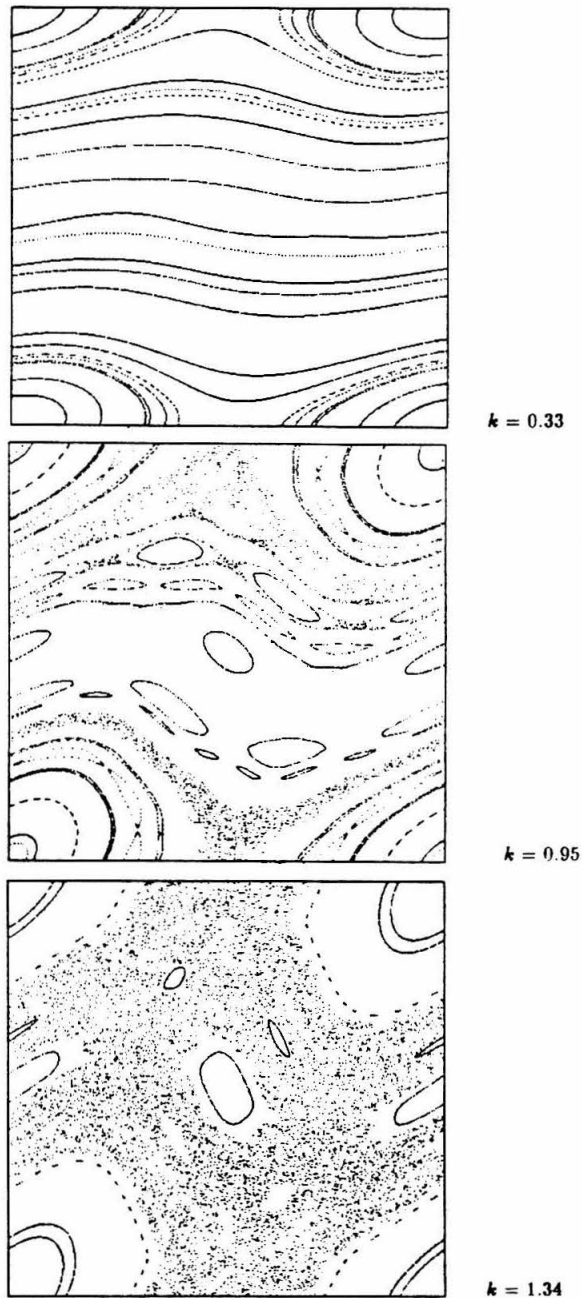 k = 0.33
k = 0.95
k = 1.34